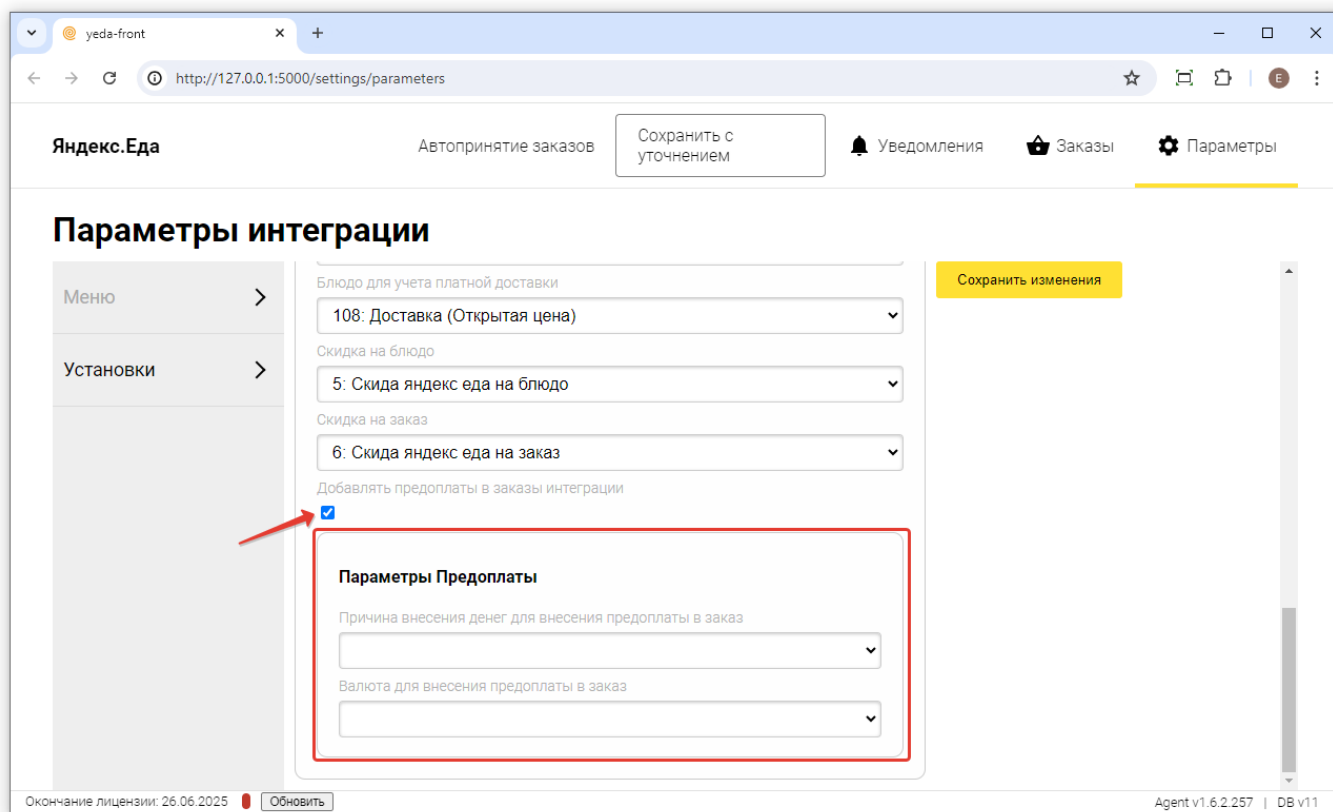 yeda-front
http://127.0.0.1:5000/settings/parameters
E
Яндекс.Еда
Автопринятие заказов
Сохранить с
уточнением
Уведомления
Заказы
Параметры
Параметры интеграции
Меню
Установки
Блюдо для учета платной доставки
108: Доставка (Открытая цена)
Скидка на блюдо
5: Скида яндекс еда на блюдо
Скидка на заказ
6: Скида яндекс еда на заказ
Добавлять предоплаты в заказы интеграции
Параметры Предоплаты
Причина внесения денег для внесения предоплаты в заказ
Валюта для внесения предоплаты в заказ
Сохранить изменения
Окончание лицензии: 26.06.2025
Обновить
Agent v1.6.2.257 | DB v11